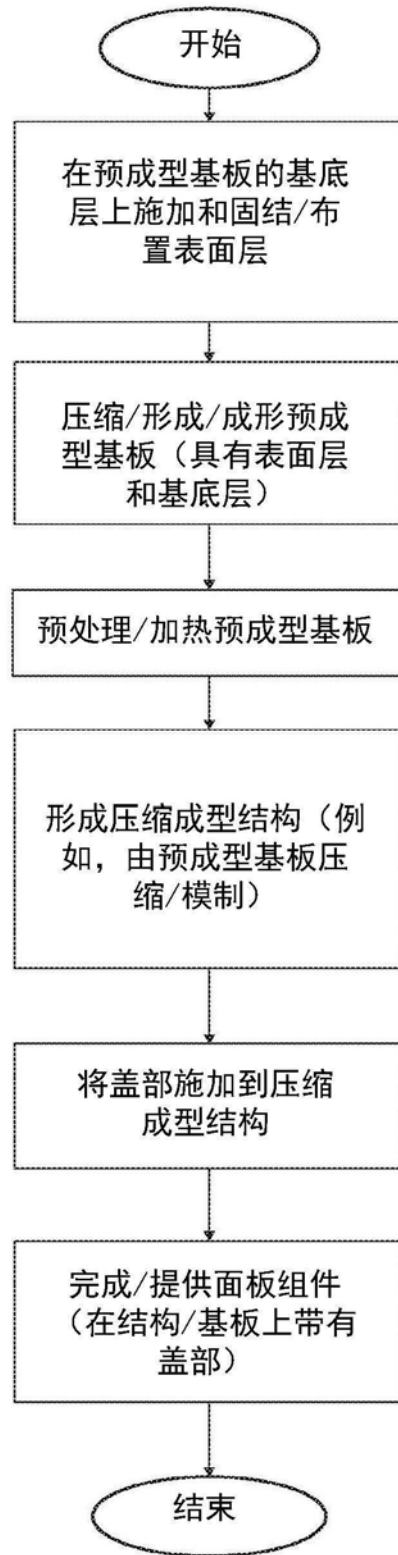 开始
在预成型基板的基底
层上施加和固结/布
置表面层
压缩/形成/成形预成
型基板（具有表面层
和基底层）
预处理/加热预成型基板
形成压缩成型结构（例
如，由预成型基板压
缩/模制）
将盖部施加到压缩
成型结构
完成/提供面板组件
（在结构/基板上带有
盖部）
结束